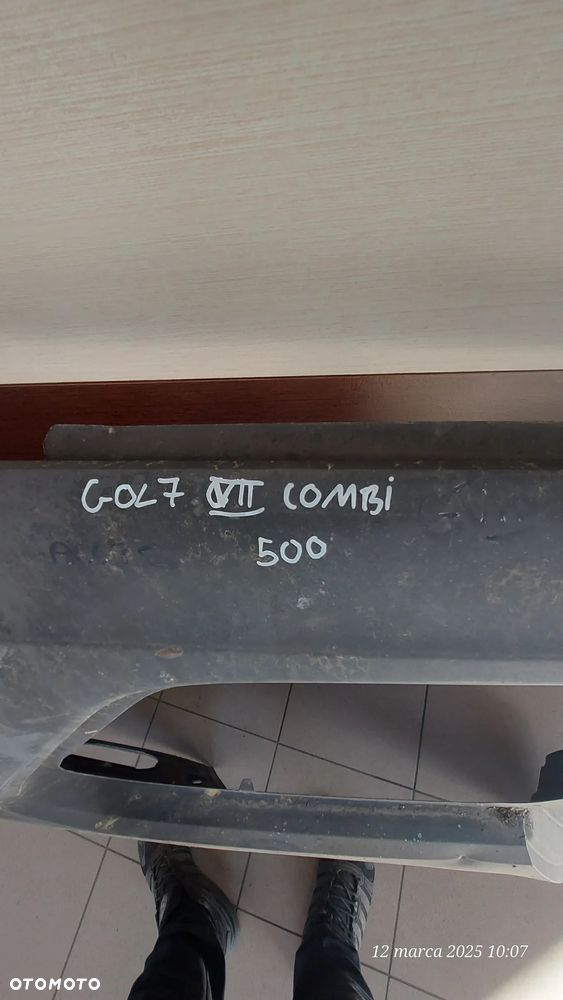 GOL7 VII COMBI
500
12 marca 2025 10:07
OTOMOTO